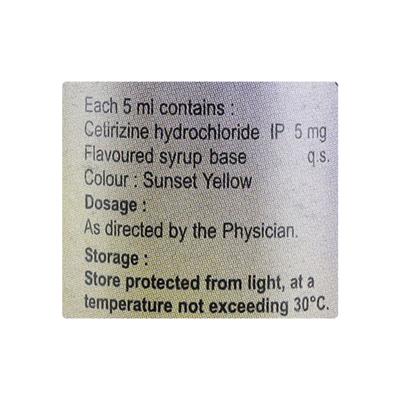 Each 5 ml contains :
Cetirizine hydrochloride IP 5 mg
Flavoured syrup base q.s.
Colour : Sunset Yellow
Dosage :
As directed by the Physician.
Storage :
Store protected from light, at a
temperature not exceeding 30°C.